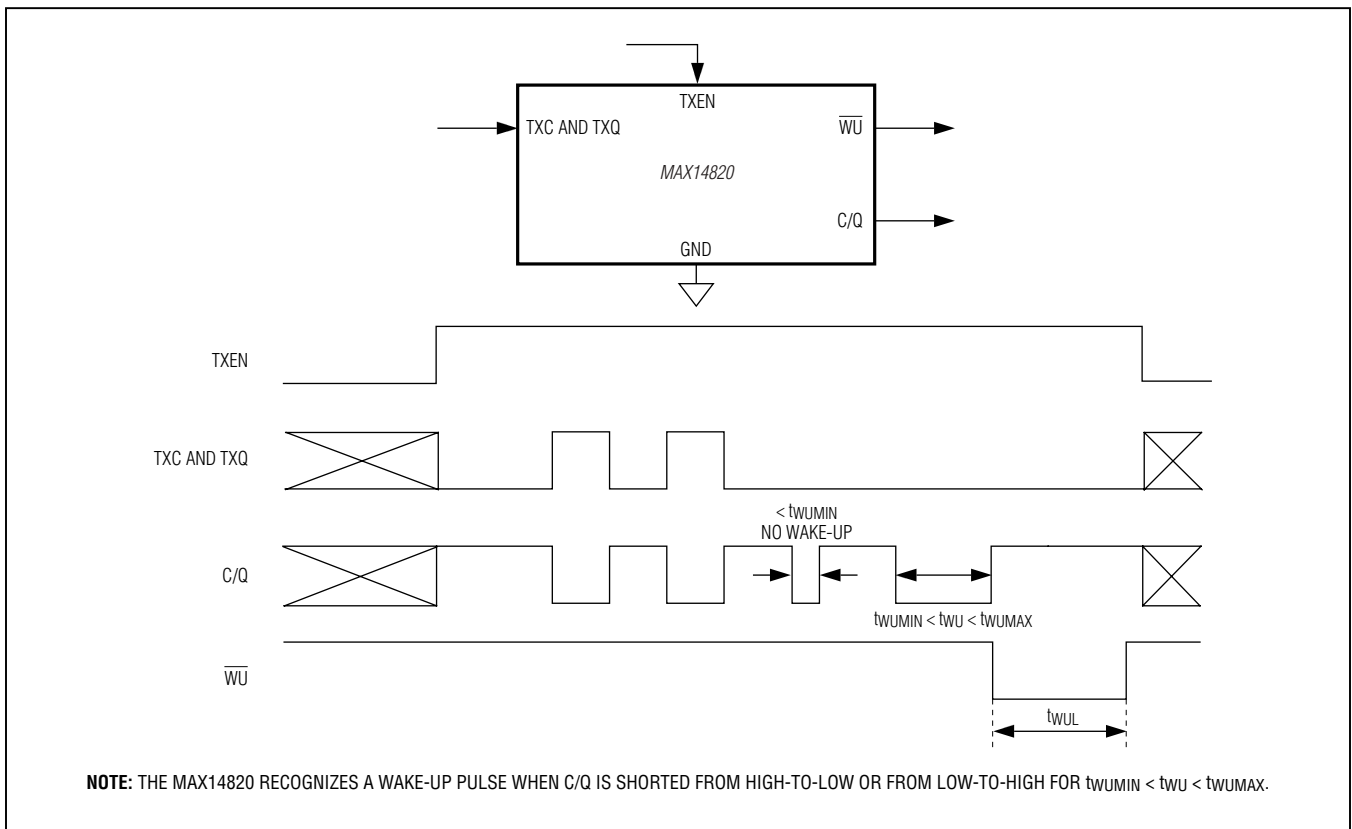 TXEN
TXC AND TXQ
WU
MAX14820
C/Q
GND
TXEN
TXC AND TXQ
< tWUMIN
NO WAKE-UP
C/Q
tWUMIN < tWU < tWUMAX
WU
tWUL
NOTE: THE MAX14820 RECOGNIZES A WAKE-UP PULSE WHEN C/Q IS SHORTED FROM HIGH-TO-LOW OR FROM LOW-TO-HIGH FOR tWUMIN < tWU < tWUMAX.